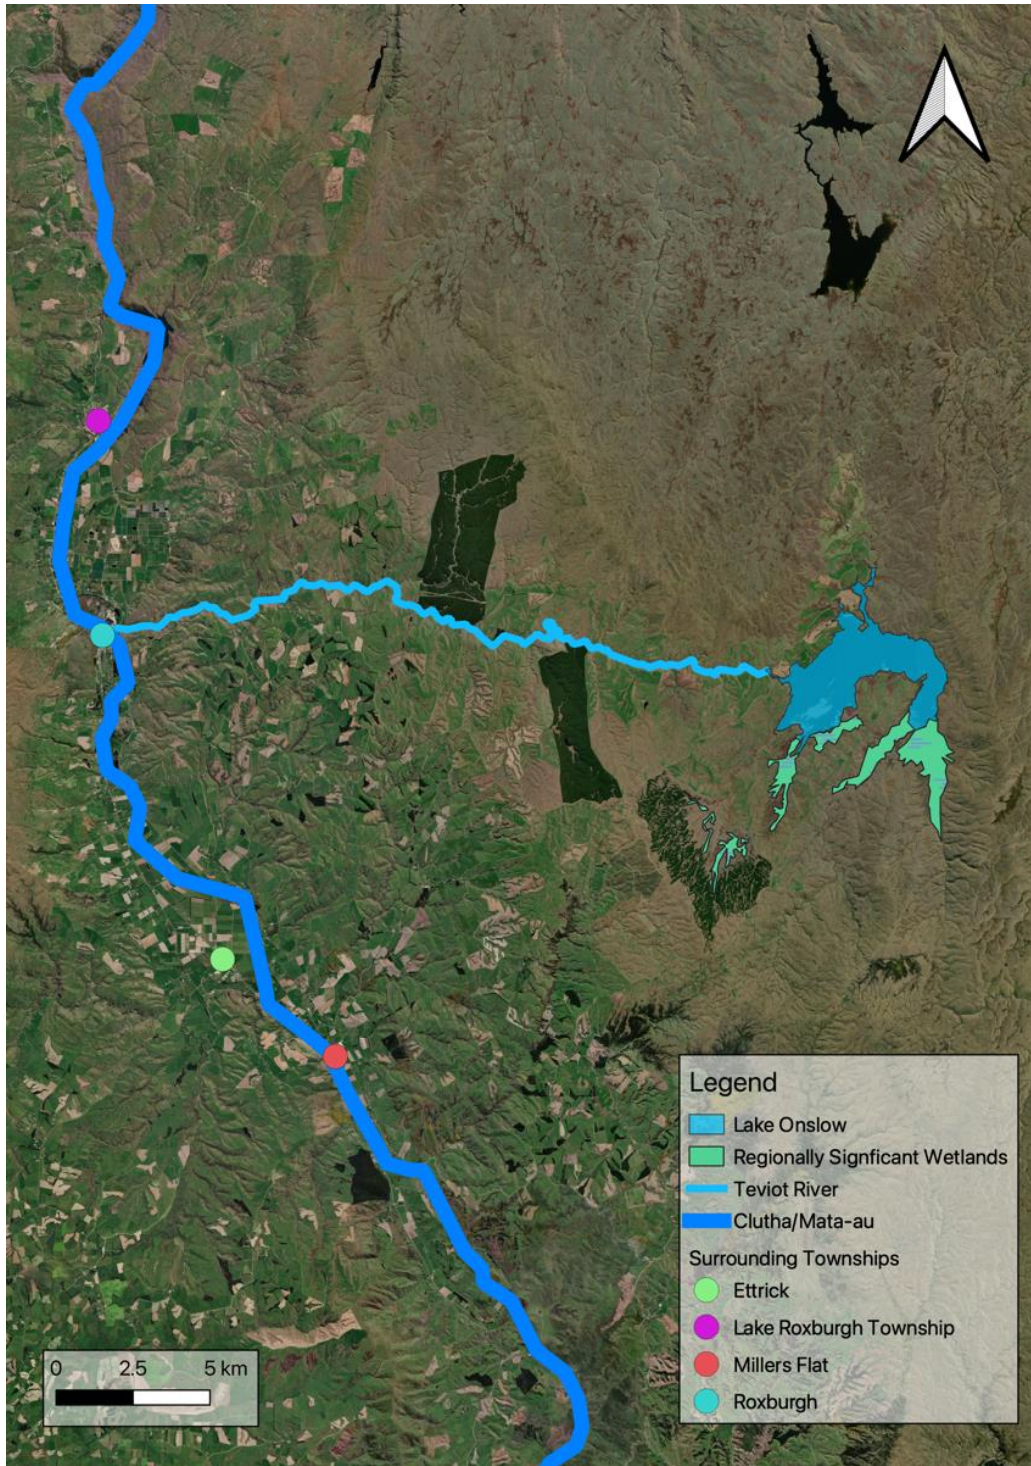 Legend
Lake Onslow
Regionally Signficant Wetlands
Teviot River
Clutha/Mata-au
Surrounding Townships
Ettrick
Lake Roxburgh Township
Millers Flat
Roxburgh
0 2.5 5 km